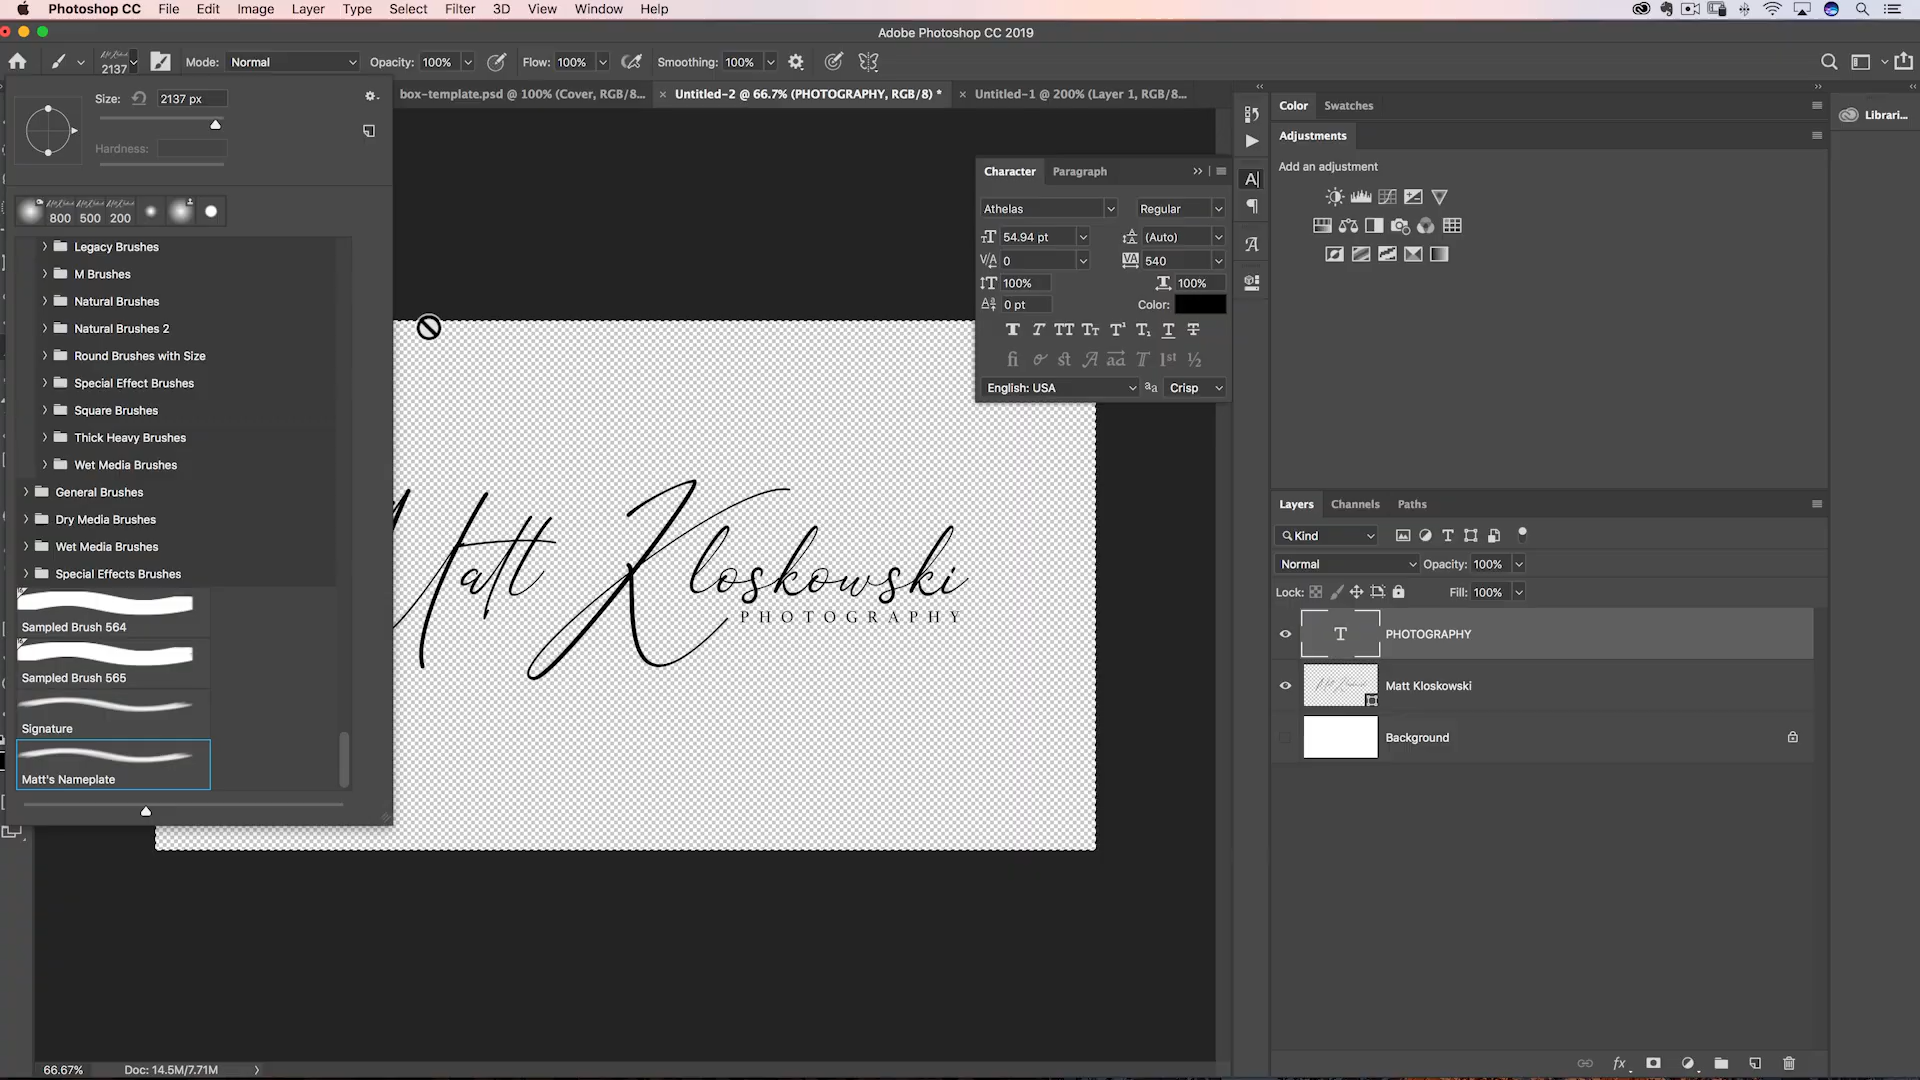 Photoshop CC File Edit Image Layer Type Select Filter 3D View Window Help
Adobe Photoshop CC 2019
2137 Mode: Normal Opacity: 100% Flow: 100% Smoothing: 100%
box-template.psd @ 100% (Cover, RGB/8... Untitled-2 @ 66.7% (PHOTOGRAPHY, RGB/8) * Untitled-1 @ 200% (Layer 1, RGB/8...
Size: 2137 px
Hardness:
800 500 200
Legacy Brushes
M Brushes
Natural Brushes
Natural Brushes 2
Round Brushes with Size
Special Effect Brushes
Square Brushes
Thick Heavy Brushes
Wet Media Brushes
General Brushes
Dry Media Brushes
Wet Media Brushes
Special Effects Brushes
Sampled Brush 564
Sampled Brush 565
Signature
Matt's Nameplate
Matt Kloskowski
PHOTOGRAPHY
Character Paragraph
Athelas Regular
54.94 pt (Auto)
0 540
100% 100%
0 pt Color:
English: USA Crisp
Color Swatches
Adjustments
Add an adjustment
Librari...
Layers Channels Paths
Kind
Normal Opacity: 100%
Lock: Fill: 100%
PHOTOGRAPHY
Matt Kloskowski
Background
66.67% Doc: 14.5M/7.71M